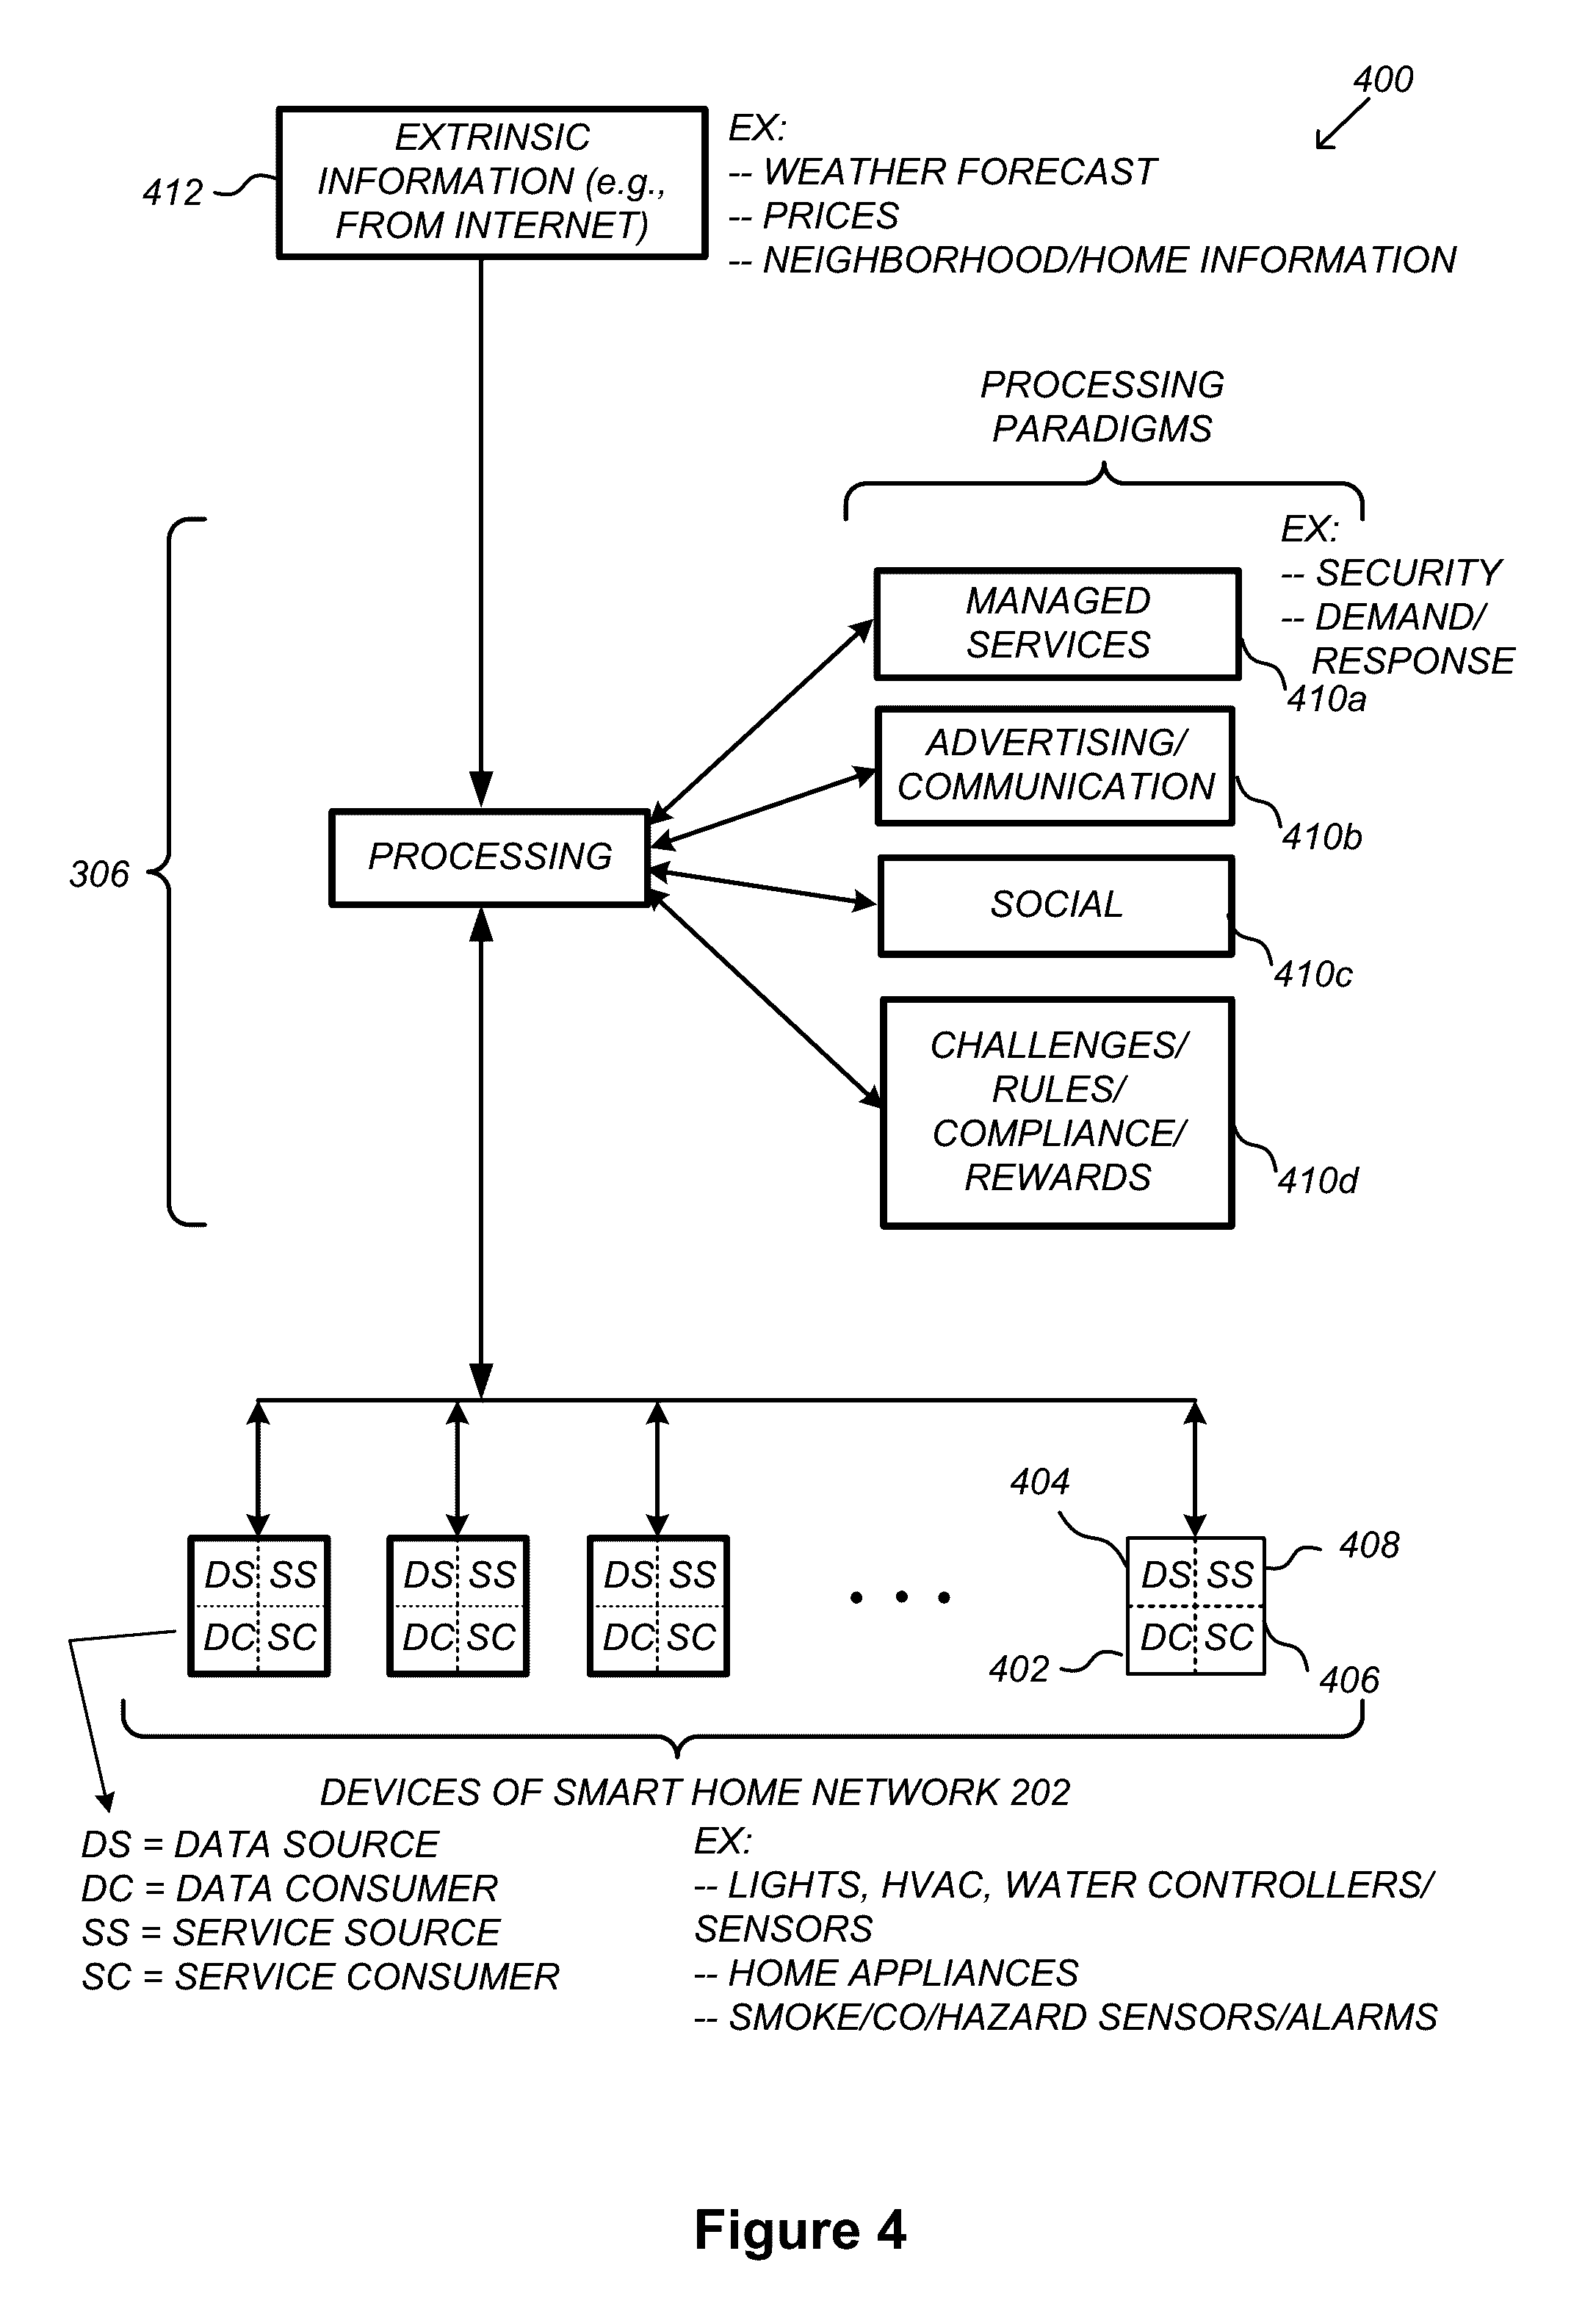 400
EXTRINSIC
INFORMATION (e.g.,
FROM INTERNET)
412
EX:
-- WEATHER FORECAST
-- PRICES
-- NEIGHBORHOOD/HOME INFORMATION
PROCESSING
PARADIGMS
EX:
-- SECURITY
-- DEMAND/
RESPONSE
MANAGED
SERVICES
410a
ADVERTISING/
COMMUNICATION
410b
306
PROCESSING
SOCIAL
410c
CHALLENGES/
RULES/
COMPLIANCE/
REWARDS
410d
DS SS
DC SC
DS SS
DC SC
DS SS
DC SC
. . .
404
DS SS
DC SC
408
402
406
DEVICES OF SMART HOME NETWORK 202
DS = DATA SOURCE
DC = DATA CONSUMER
SS = SERVICE SOURCE
SC = SERVICE CONSUMER
EX:
-- LIGHTS, HVAC, WATER CONTROLLERS/
SENSORS
-- HOME APPLIANCES
-- SMOKE/CO/HAZARD SENSORS/ALARMS
Figure 4